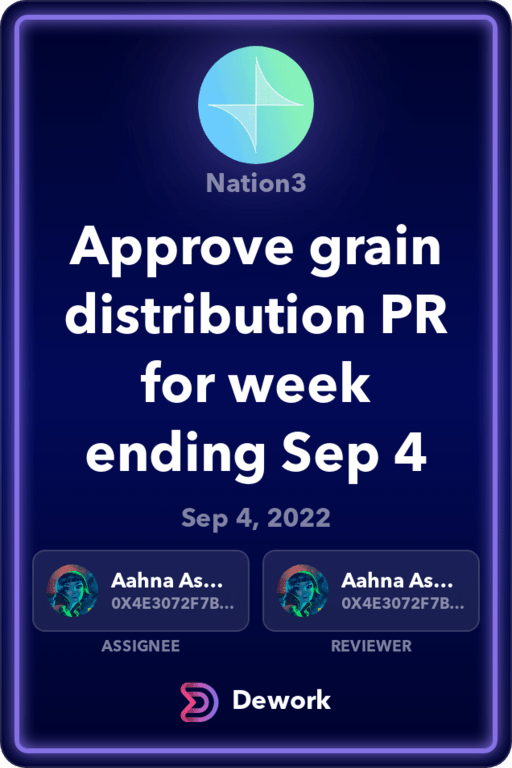 Nation3
Approve grain
distribution PR
for week
ending Sep 4
Sep 4, 2022
Aahna As...
0X4E3072F7B...
ASSIGNEE
Aahna As...
0X4E3072F7B...
REVIEWER
Dework